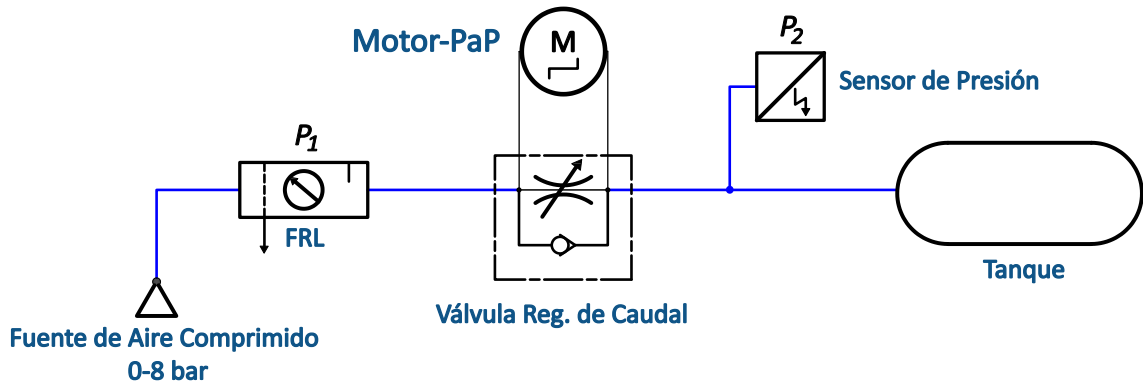 Motor-PaP
M
P2
Sensor de Presión
P1
FRL
Tanque
Válvula Reg. de Caudal
Fuente de Aire Comprimido
0-8 bar